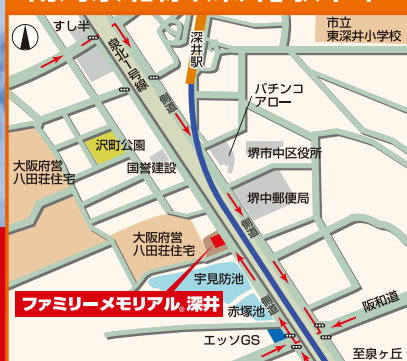 すし半
泉北1号線
深井駅
市立
東深井小学校
側道
パチンコ
アロー
沢町公園
国誉建設
堺市中区役所
大阪府営
八田荘住宅
堺中郵便局
側道
大阪府営
八田荘住宅
宇見防池
ファミリーメモリアル®深井
赤塚池
側道
阪和道
エッソGS
至泉ヶ丘